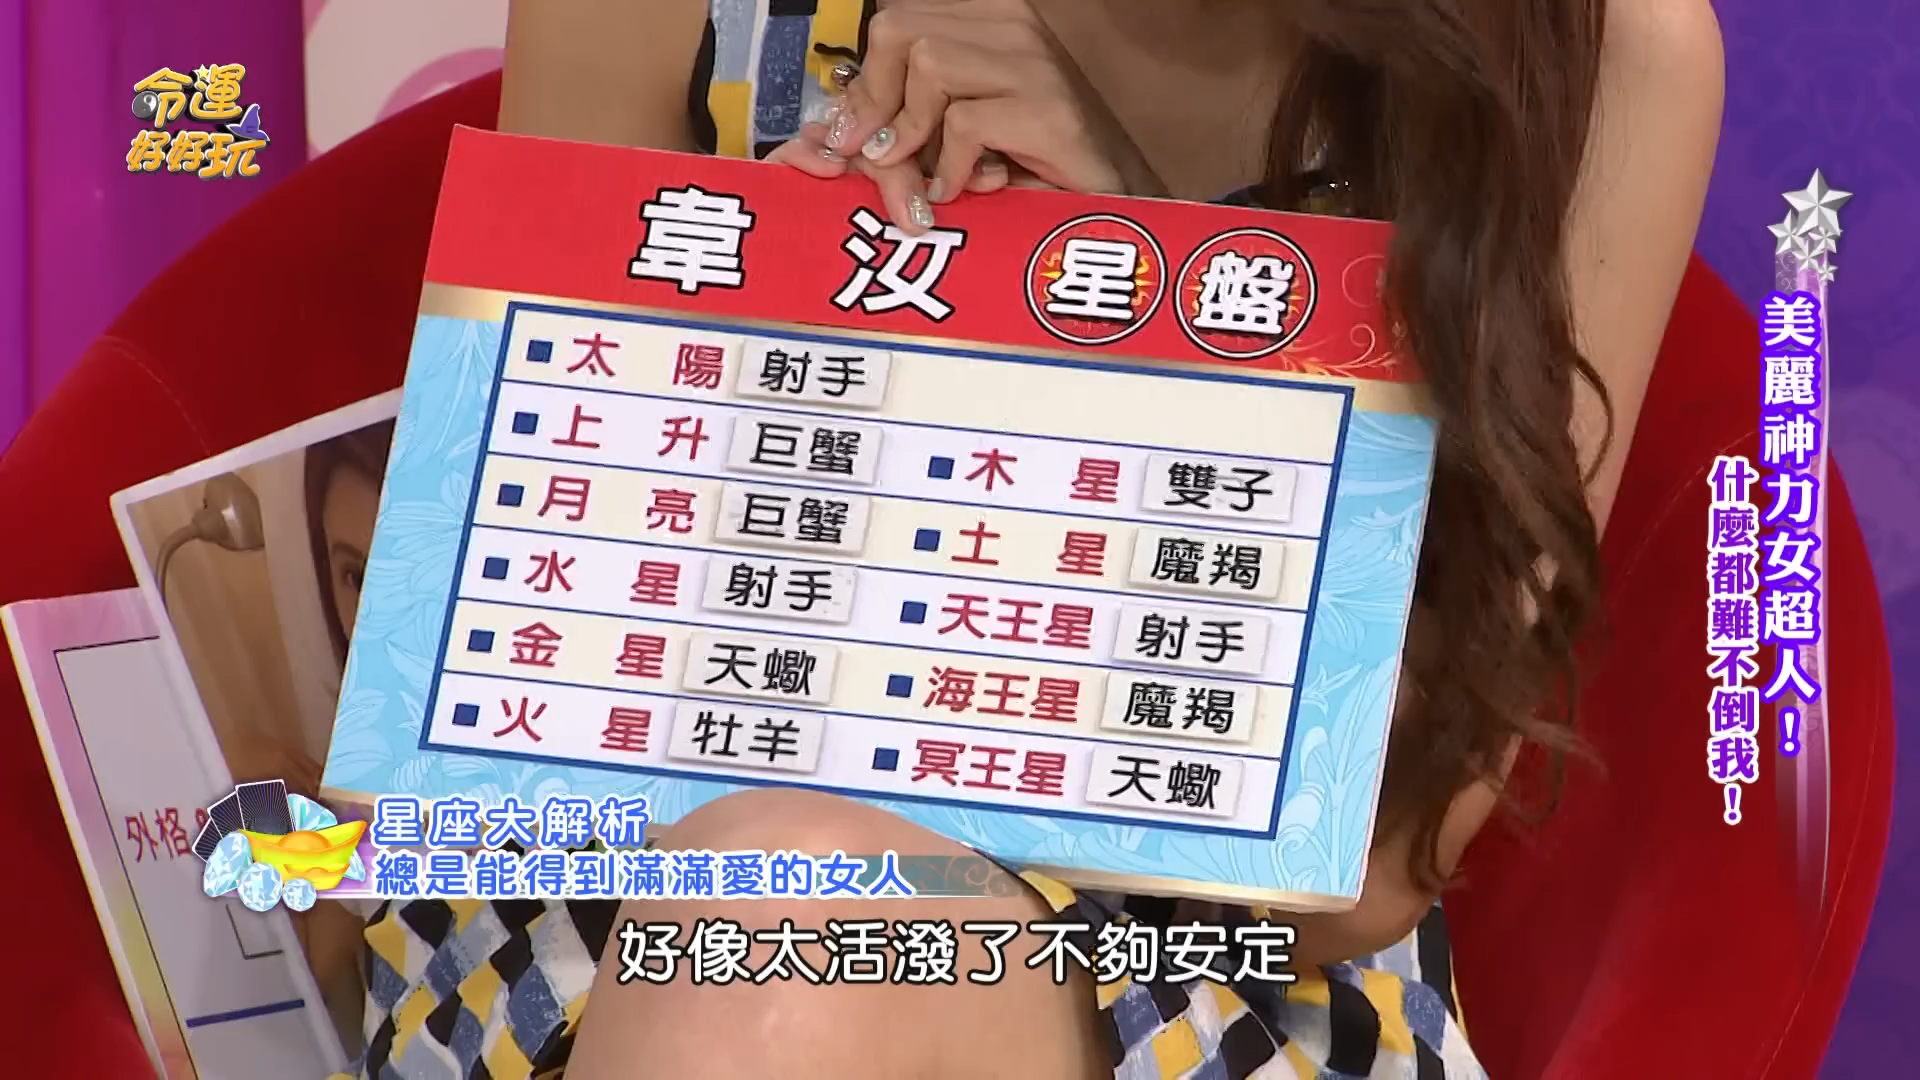 命運
好好玩
韋汝星盤
太陽 射手
上升 巨蟹
月亮 巨蟹
水星 射手
金星 天蠍
火星 牡羊
木星 雙子
土星 魔羯
天王星 射手
海王星 魔羯
冥王星 天蠍
美麗神力女超人！
什麼都難不倒我！
外格
星座大解析
總是能得到滿滿愛的女人
好像太活潑了不夠安定